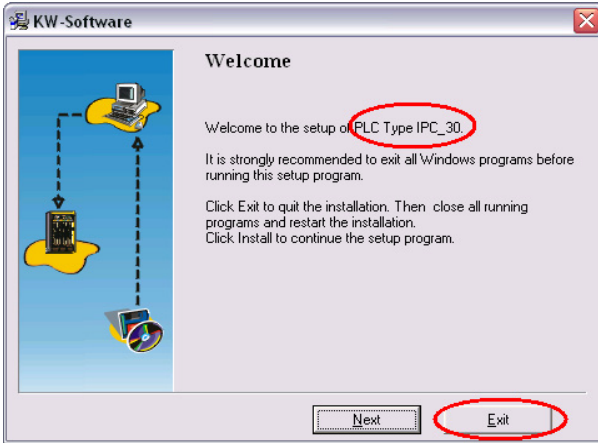 KW-Software
Welcome
Welcome to the setup of PLC Type IPC_30.
It is strongly recommended to exit all Windows programs before
running this setup program.
Click Exit to quit the installation. Then close all running
programs and restart the installation.
Click Install to continue the setup program.
Next
Exit